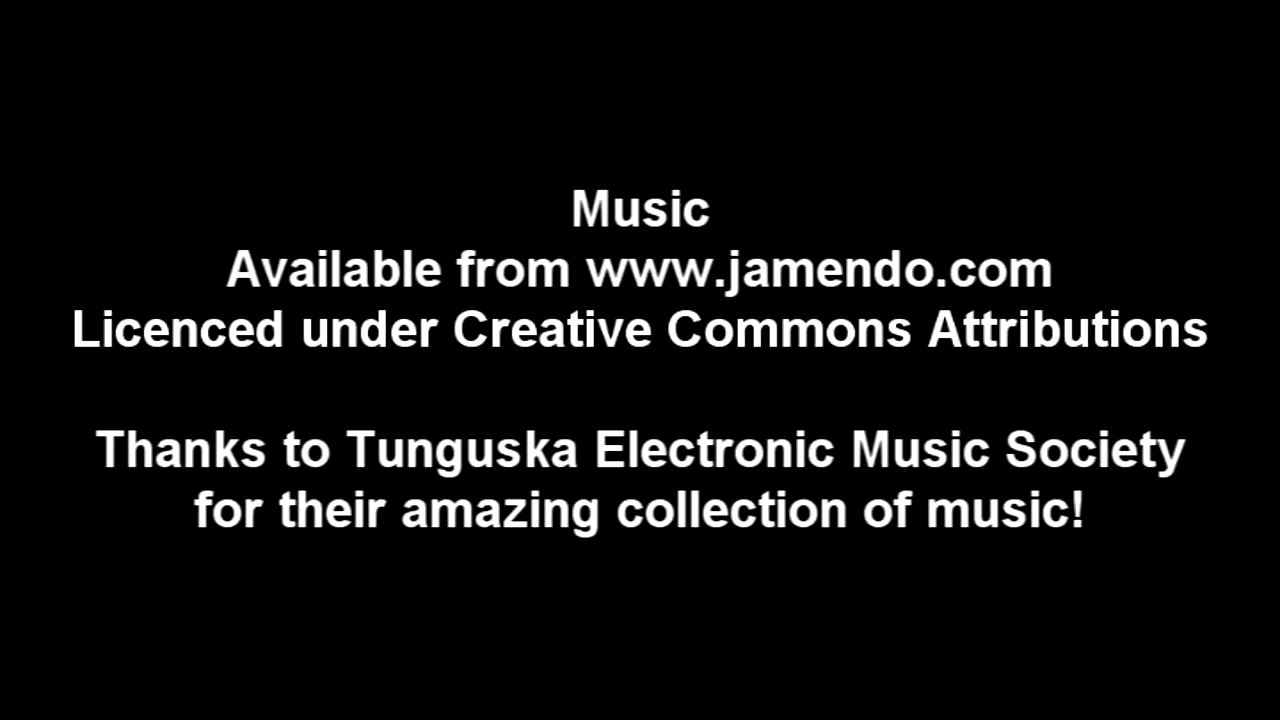 Music
Available from www.jamendo.com
Licenced under Creative Commons Attributions
Thanks to Tunguska Electronic Music Society
for their amazing collection of music!